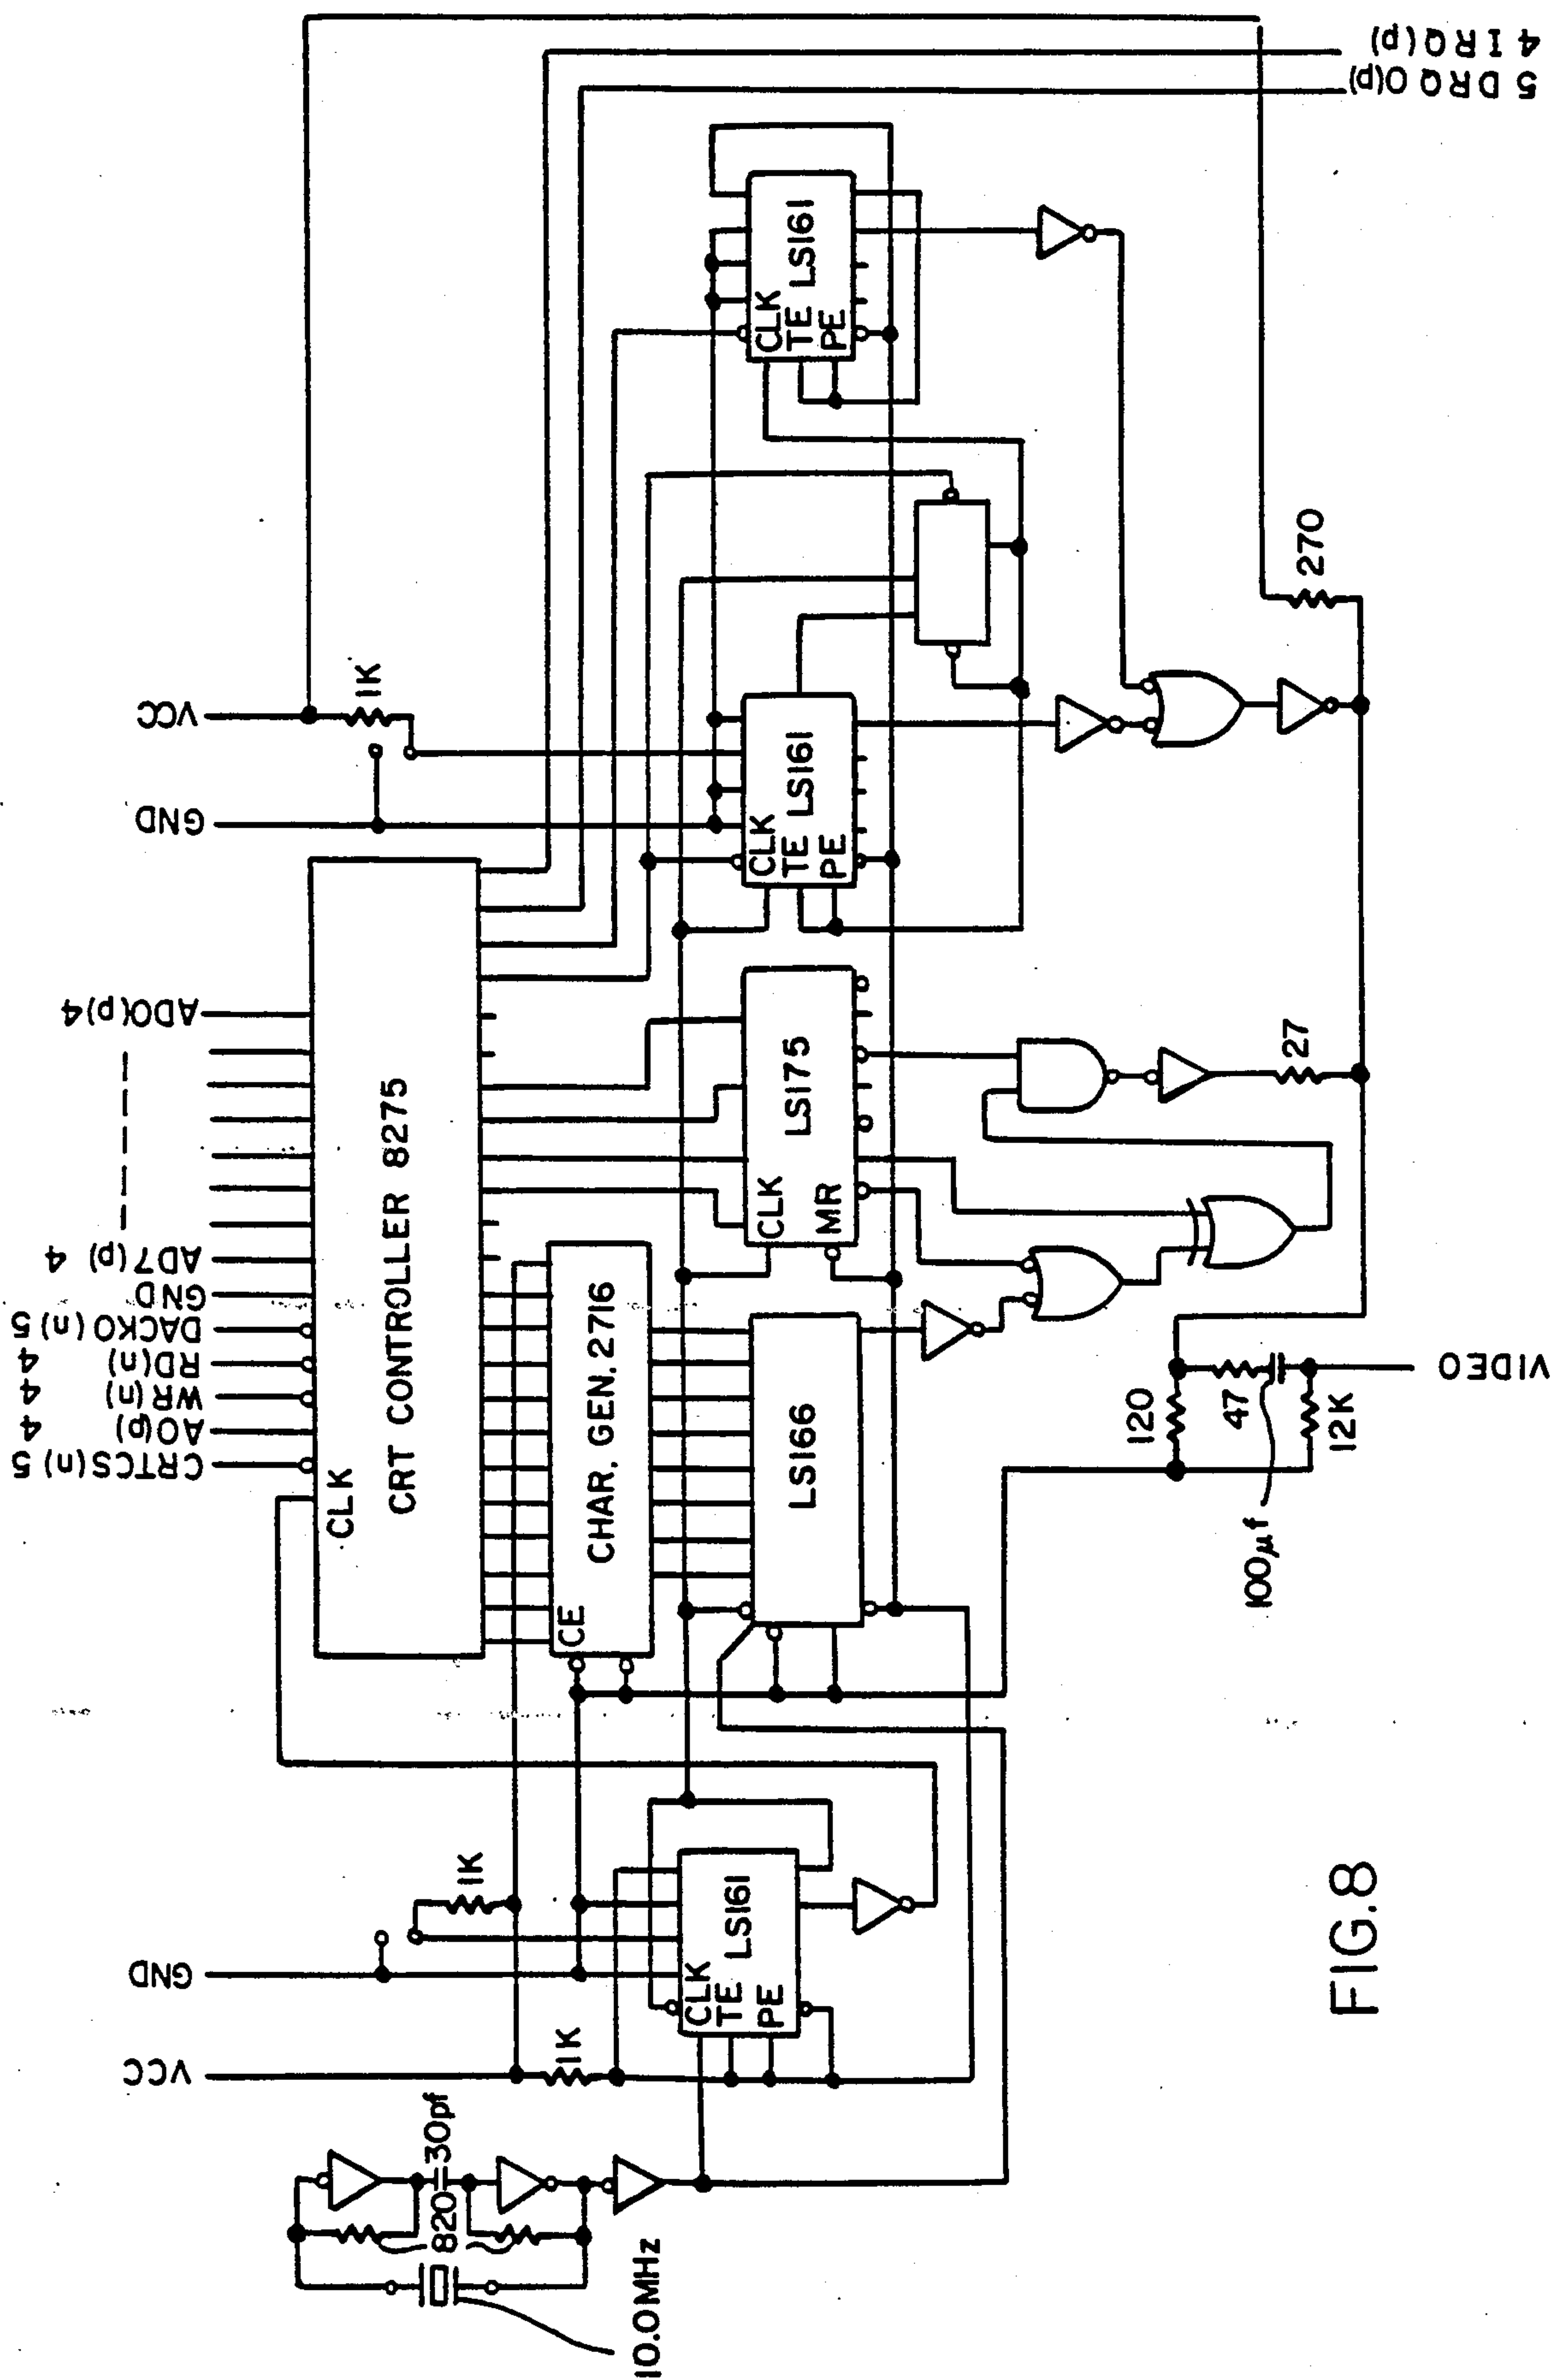 VCC
GND
VCC
GND
CRTCS(n)5
AO(p) 4
WR(n) 4
RD(n) 4
DACKO(n)5
GND
AD7(p) 4
ADO(p)4
4 IRQ(p)
5 DRQO(p)
10.0MHz
820
30pf
1K
1K
1K
CLK
TE
PE
LS161
CLK
CRT CONTROLLER 8275
CE
CHAR. GEN. 2716
LS166
CLK
MR
LS175
CLK
TE
PE
LS161
CLK
TE
PE
LS161
120
47
12K
100µf
27
270
VIDEO
FIG.8